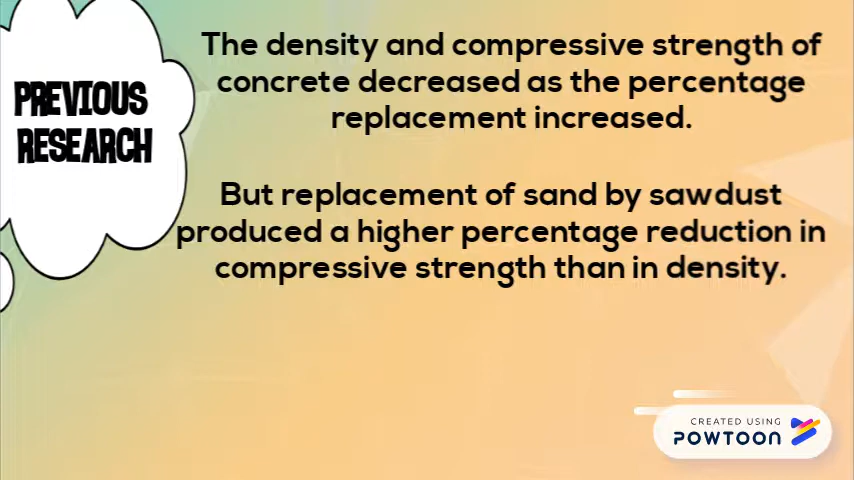 PREVIOUS
RESEARCH
The density and compressive strength of
concrete decreased as the percentage
replacement increased.
But replacement of sand by sawdust
produced a higher percentage reduction in
compressive strength than in density.
CREATED USING
POWTOON